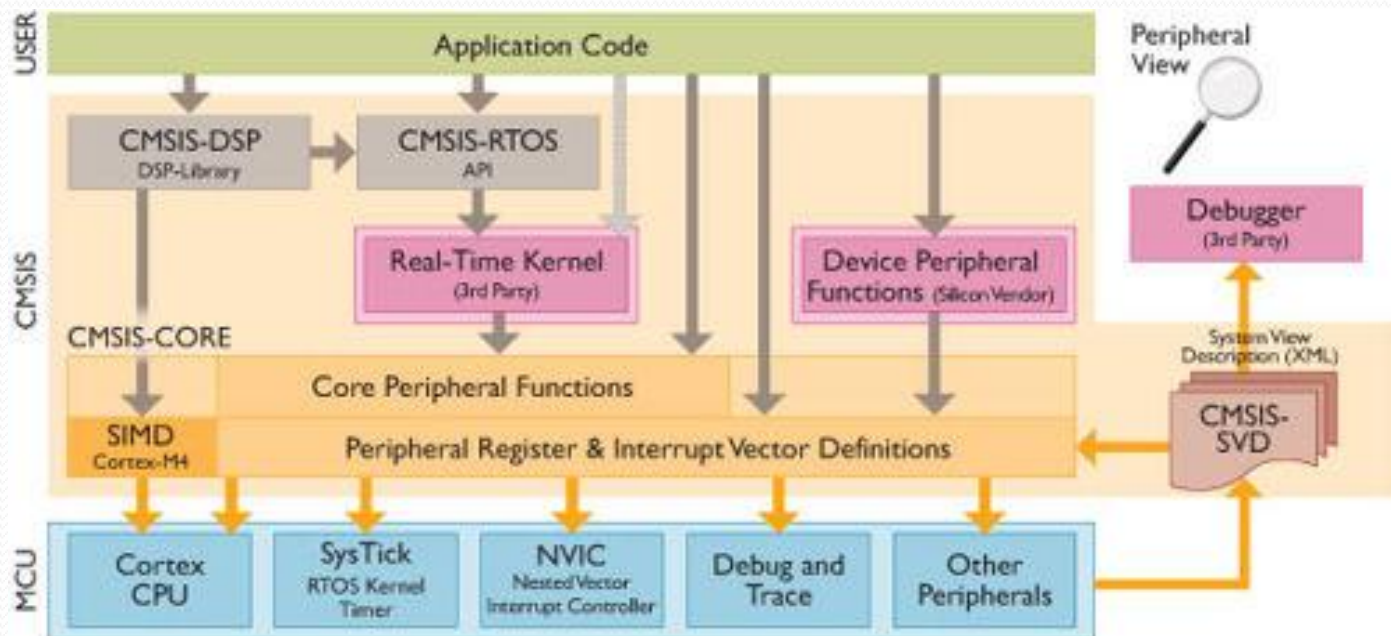 USER
Application Code
Peripheral
View
CMSIS
CMSIS-DSP
DSP-Library
CMSIS-RTOS
API
Real-Time Kernel
(3rd Party)
Device Peripheral
Functions (Silicon Vendor)
Debugger
(3rd Party)
CMSIS-CORE
Core Peripheral Functions
SIMD
Cortex-M4
Peripheral Register & Interrupt Vector Definitions
System View
Description (XML)
CMSIS-
SVD
MCU
Cortex
CPU
SysTick
RTOS Kernel
Timer
NVIC
Nested Vector
Interrupt Controller
Debug and
Trace
Other
Peripherals